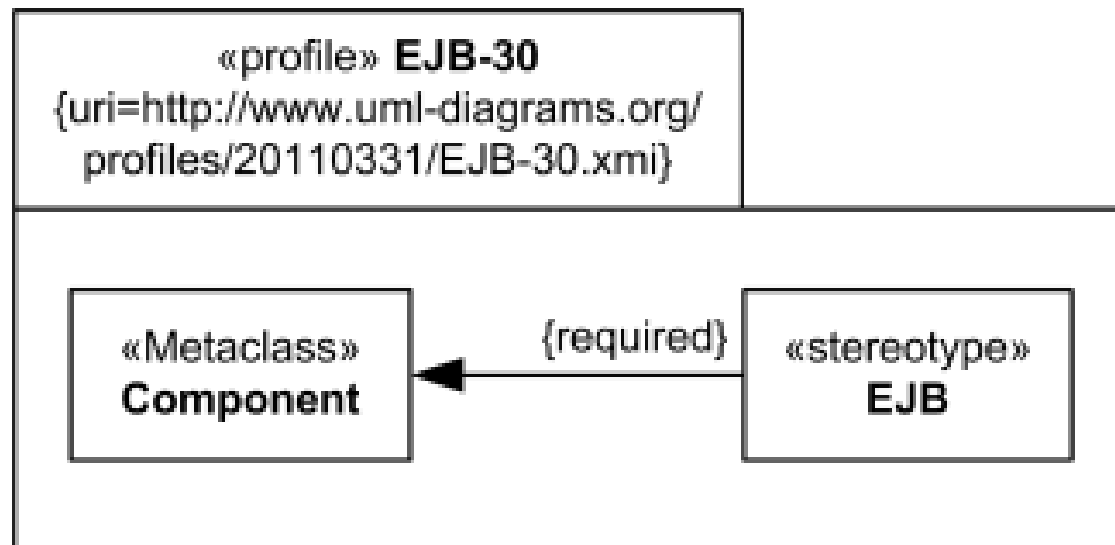 «profile» EJB-30
{uri=http://www.uml-diagrams.org/
profiles/20110331/EJB-30.xmi}
«Metaclass»
Component
{required}
«stereotype»
EJB